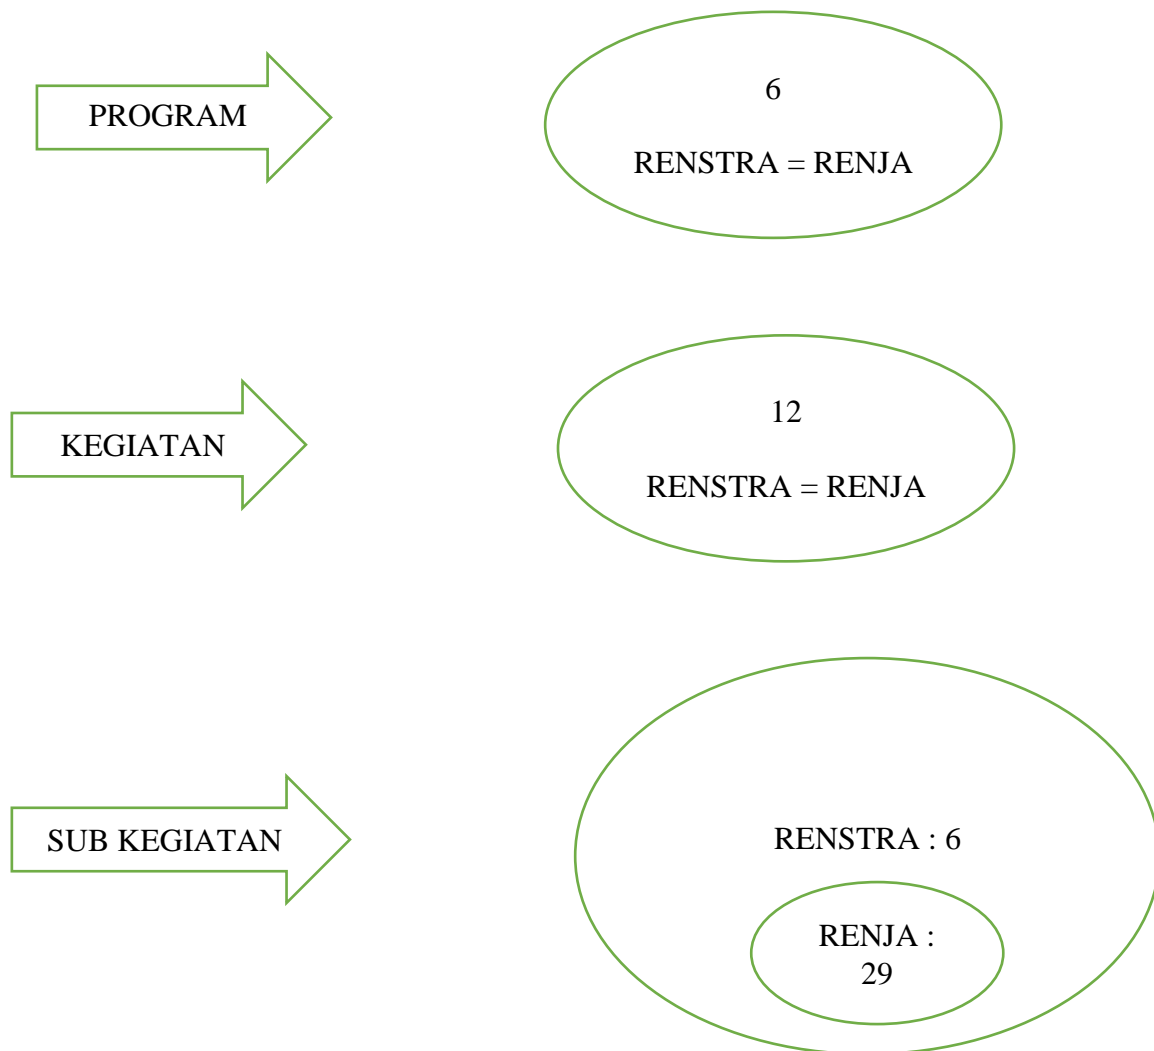 PROGRAM
6
RENSTRA = RENJA
KEGIATAN
12
RENSTRA = RENJA
SUB KEGIATAN
RENSTRA : 6
RENJA :
29